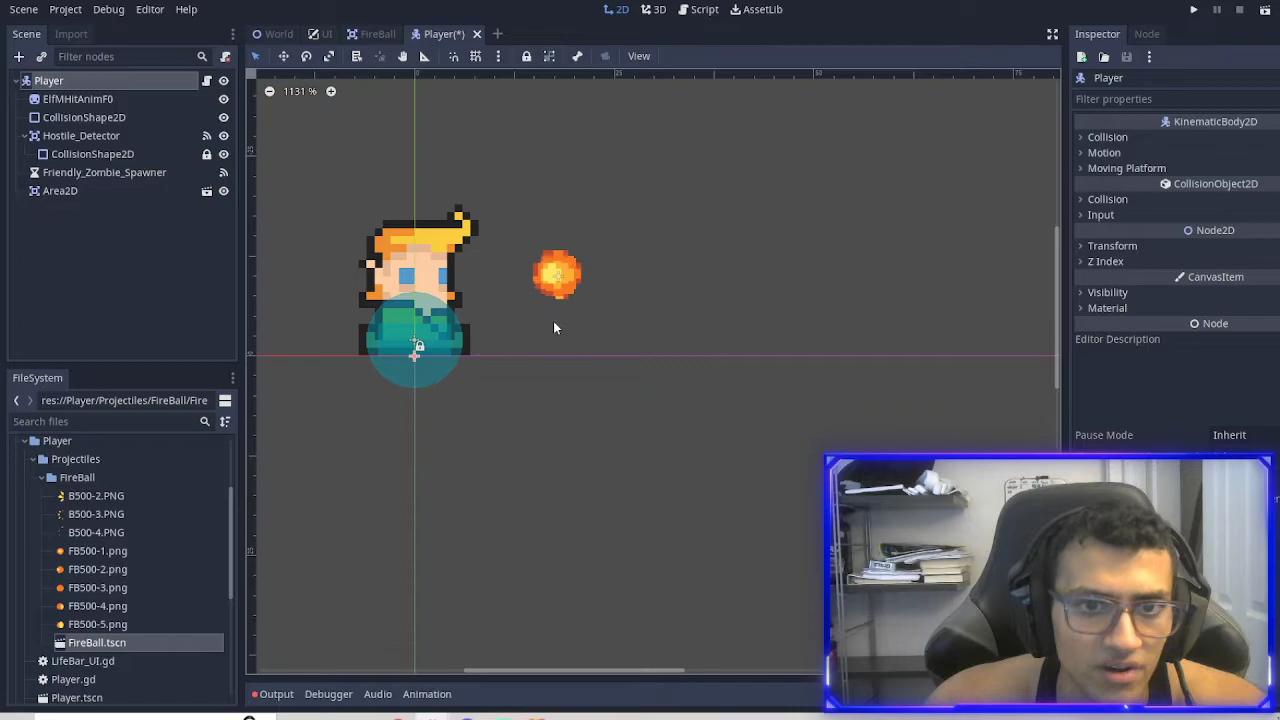 Scene Project Debug Editor Help
2D 3D Script AssetLib
Scene Import
World UI FireBall Player(*)
Inspector Node
Filter nodes
View
Player
Player
1131 %
0 25 50 75
ElfMHitAnimF0
Filter properties
CollisionShape2D
KinematicBody2D
Hostile_Detector
Collision
CollisionShape2D
Motion
Friendly_Zombie_Spawner
Moving Platform
Area2D
CollisionObject2D
Collision
Input
Node2D
Transform
Z Index
CanvasItem
Visibility
Material
Node
Editor Description
FileSystem
res://Player/Projectiles/FireBall/Fire
Search files
Player
Pause Mode Inherit
Projectiles
FireBall
B500-2.PNG
B500-3.PNG
B500-4.PNG
FB500-1.png
FB500-2.png
FB500-3.png
FB500-4.png
FB500-5.png
FireBall.tscn
LifeBar_UI.gd
Player.gd
Player.tscn
Output Debugger Audio Animation